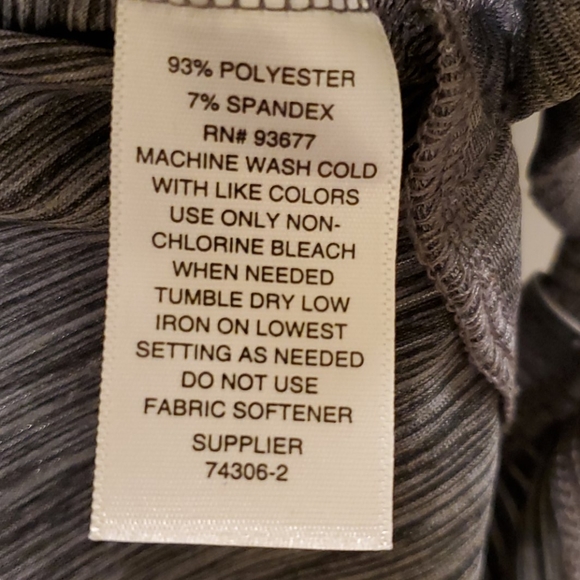 93% POLYESTER
7% SPANDEX
RN# 93677
MACHINE WASH COLD
WITH LIKE COLORS
USE ONLY NON-
CHLORINE BLEACH
WHEN NEEDED
TUMBLE DRY LOW
IRON ON LOWEST
SETTING AS NEEDED
DO NOT USE
FABRIC SOFTENER
SUPPLIER
74306-2